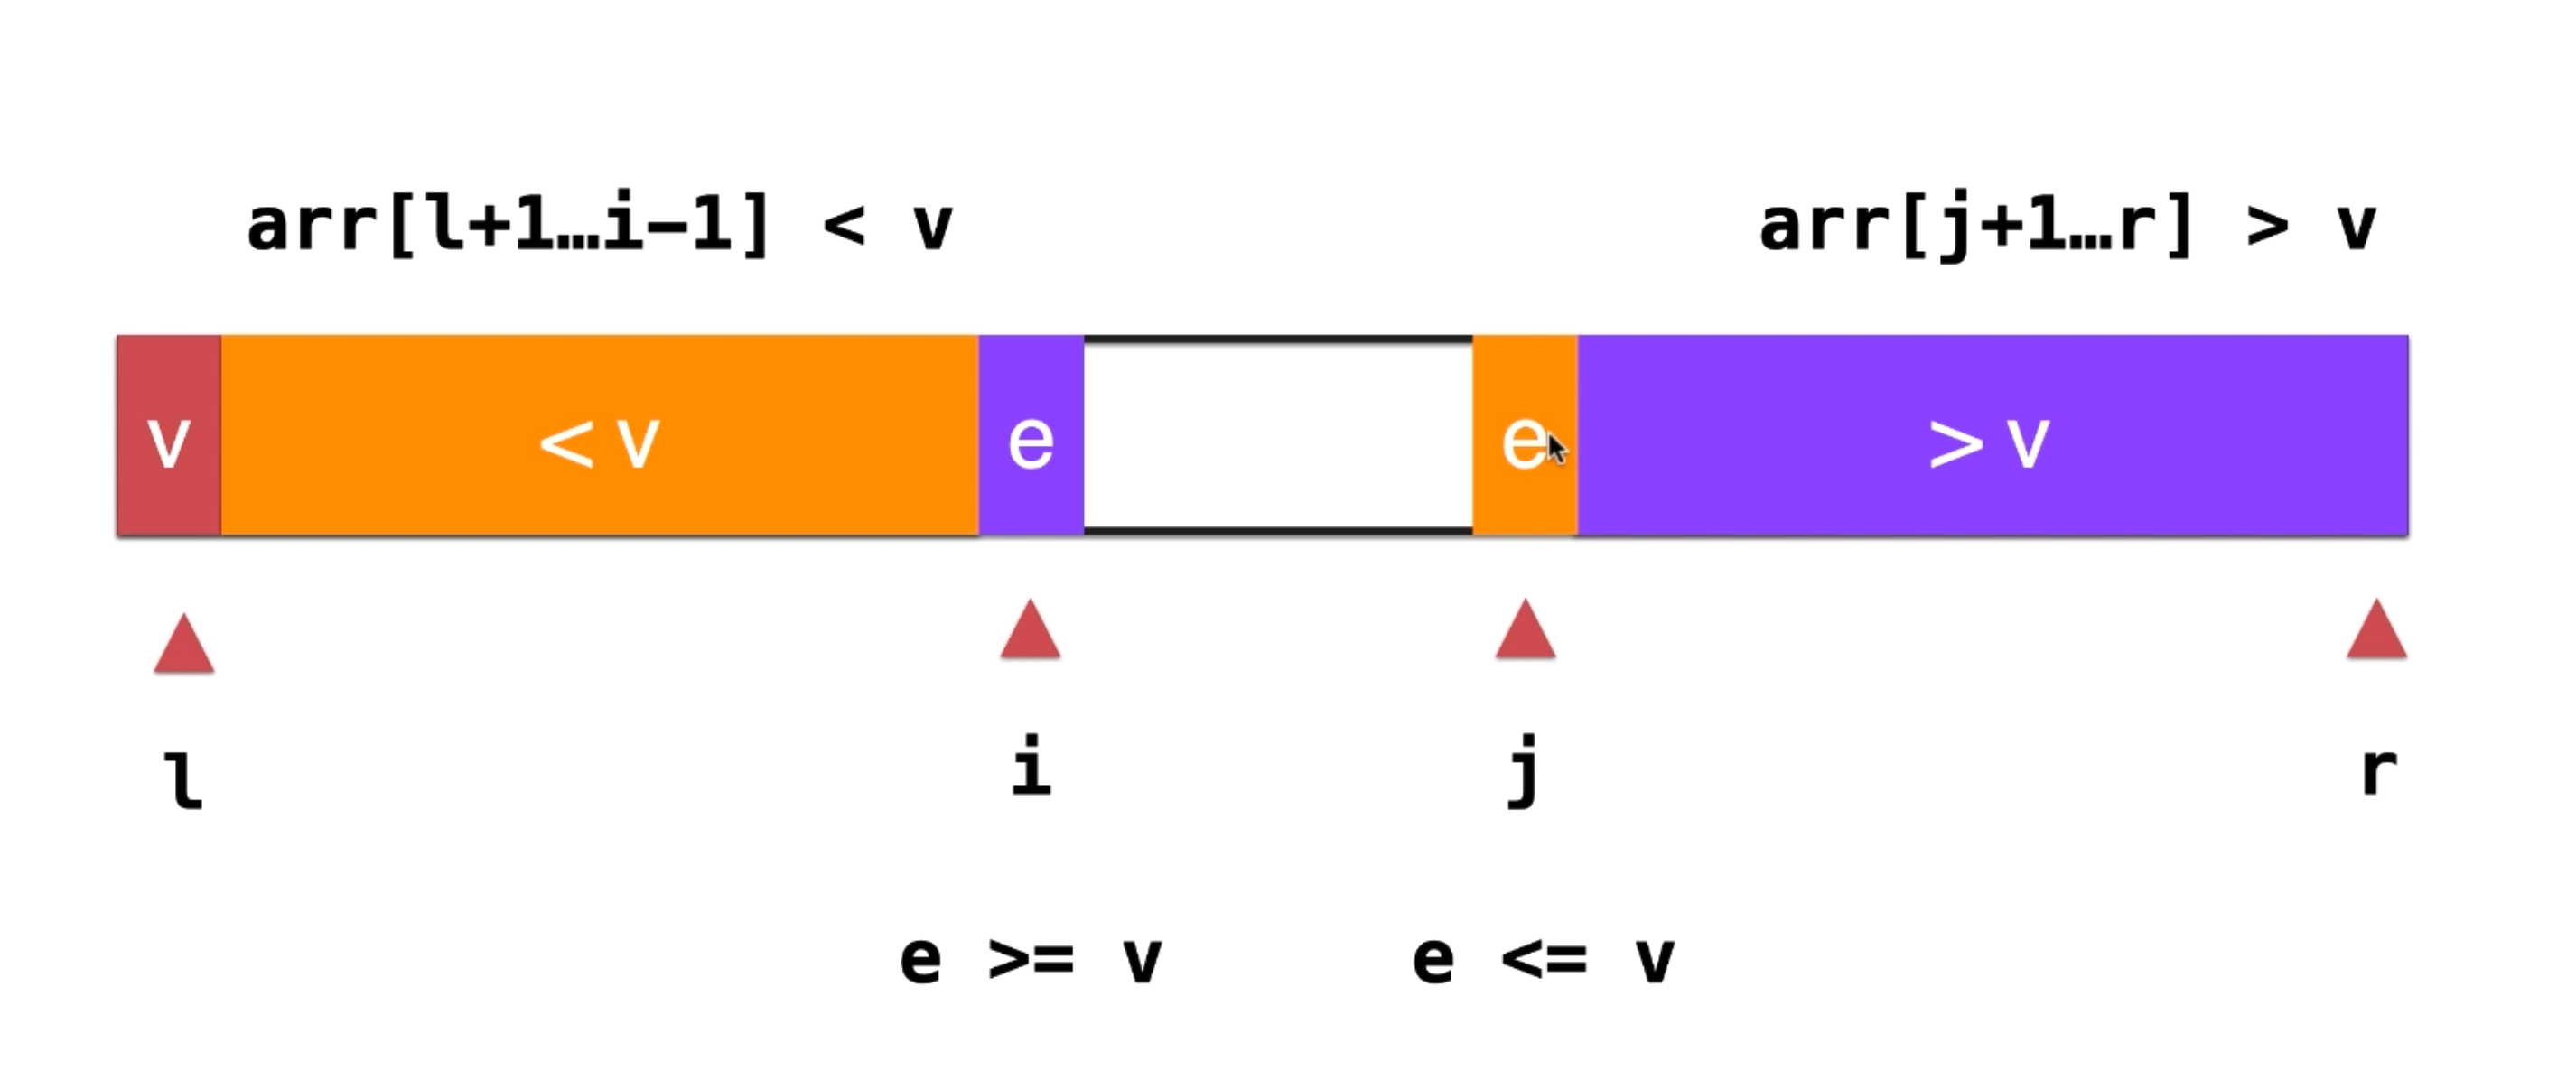 arr[l+1…i-1] < v arr[j+1…r] > v
v < v e e > v
l i j r
e >= v e <= v